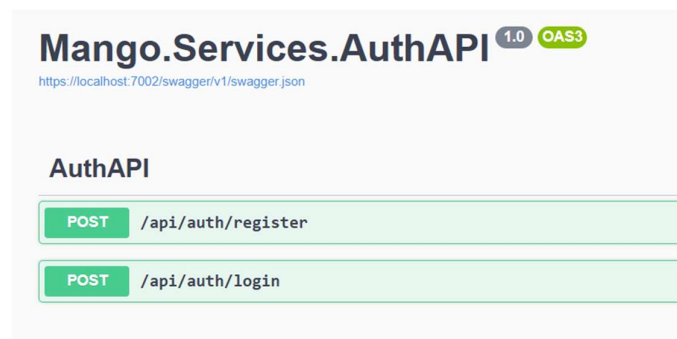 Mango.Services.AuthAPI 1.0 OAS3
https://localhost:7002/swagger/v1/swagger.json
AuthAPI
POST /api/auth/register
POST /api/auth/login